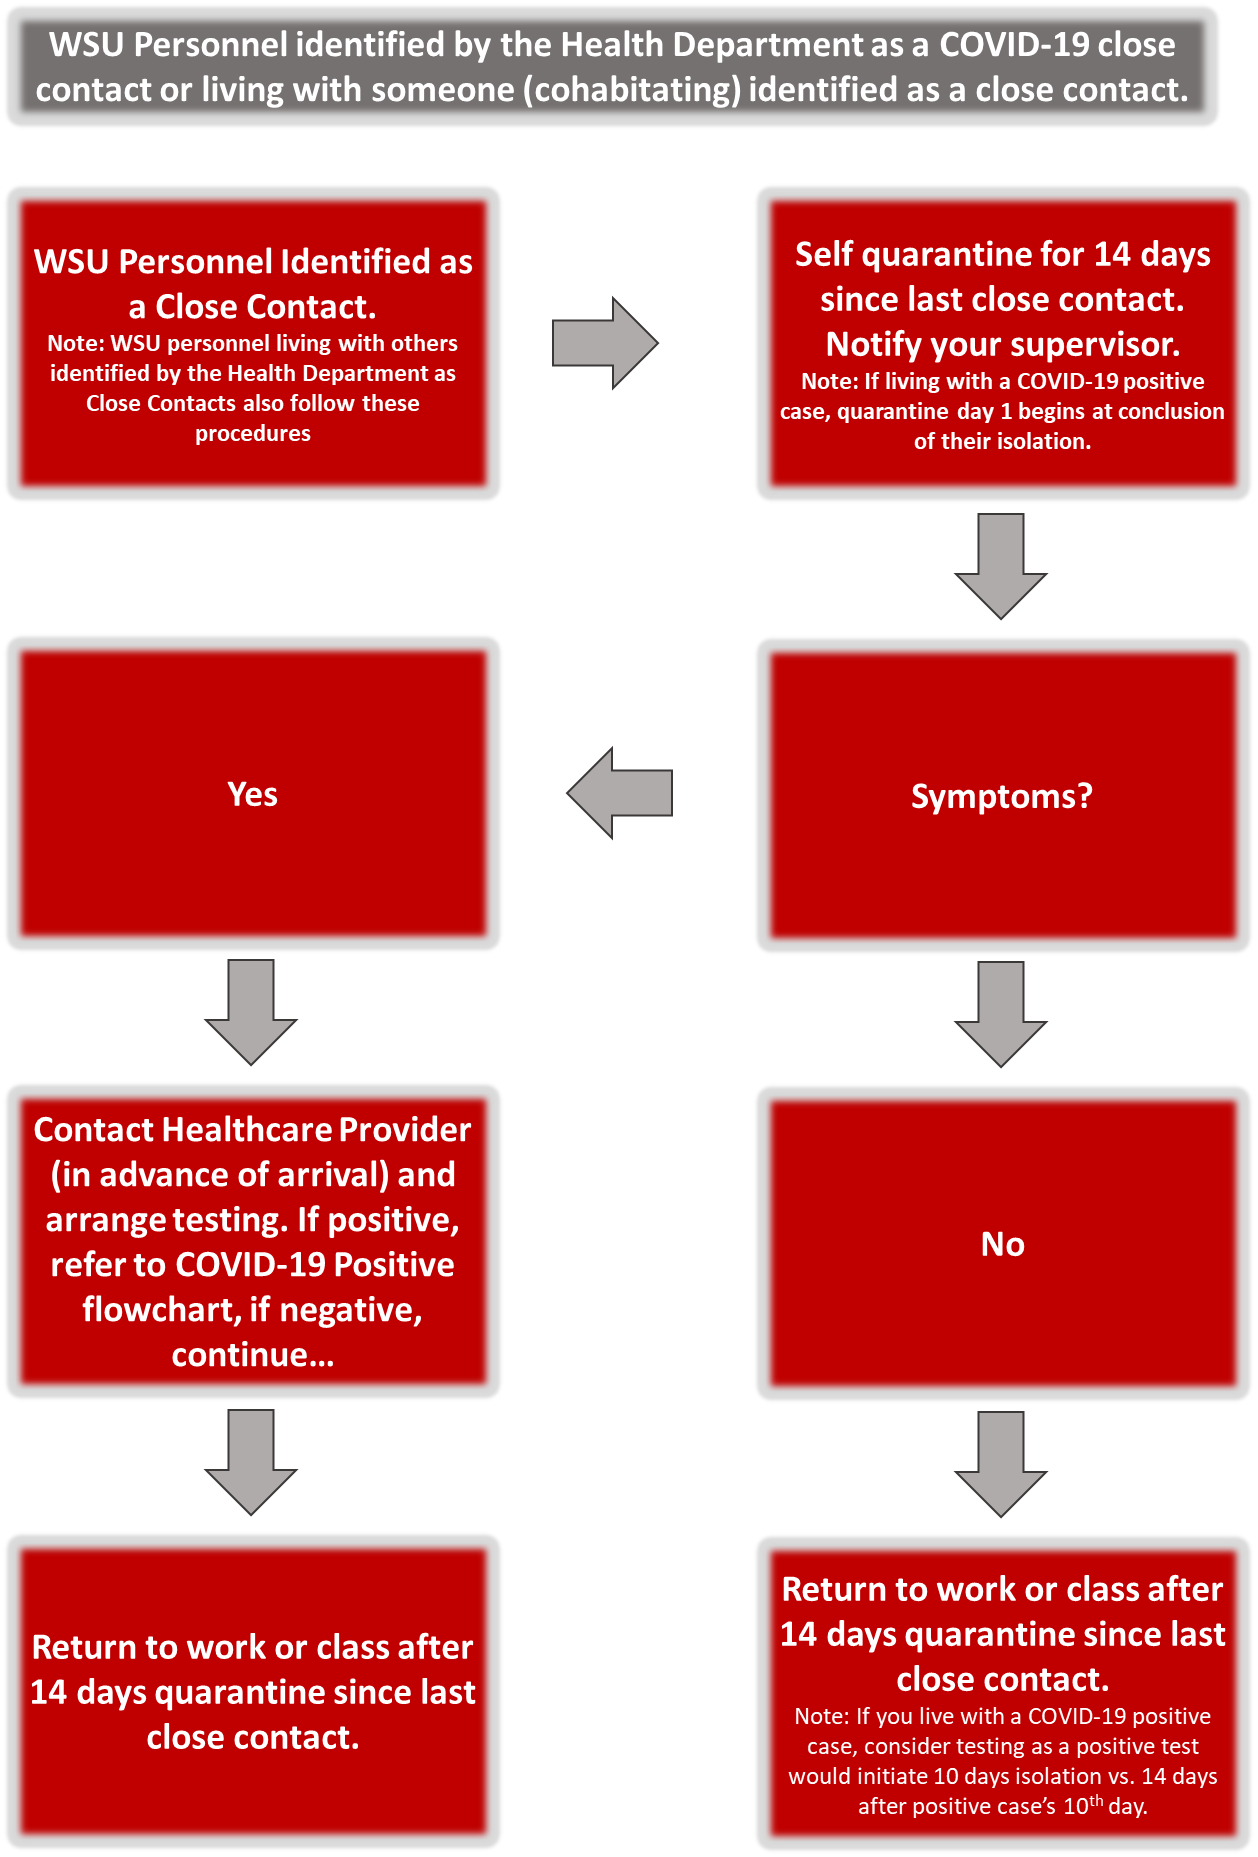 WSU Personnel identified by the Health Department as a COVID-19 close
contact or living with someone (cohabitating) identified as a close contact.
WSU Personnel Identified as
a Close Contact.
Note: WSU personnel living with others
identified by the Health Department as
Close Contacts also follow these
procedures
Self quarantine for 14 days
since last close contact.
Notify your supervisor.
Note: If living with a COVID-19 positive
case, quarantine day 1 begins at conclusion
of their isolation.
Symptoms?
Yes
Contact Healthcare Provider
(in advance of arrival) and
arrange testing. If positive,
refer to COVID-19 Positive
flowchart, if negative,
continue...
No
Return to work or class after
14 days quarantine since last
close contact.
Return to work or class after
14 days quarantine since last
close contact.
Note: If you live with a COVID-19 positive
case, consider testing as a positive test
would initiate 10 days isolation vs. 14 days
after positive case's 10th day.